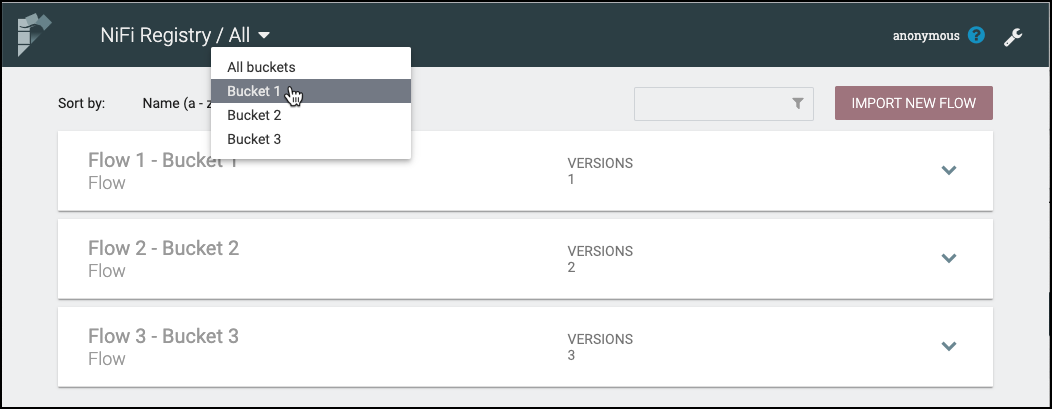 NiFi Registry / All
anonymous
All buckets
Bucket 1
Bucket 2
Bucket 3
Sort by:
Name (a - z
IMPORT NEW FLOW
Flow 1 - Bucket 1
Flow
VERSIONS
1
Flow 2 - Bucket 2
Flow
VERSIONS
2
Flow 3 - Bucket 3
Flow
VERSIONS
3